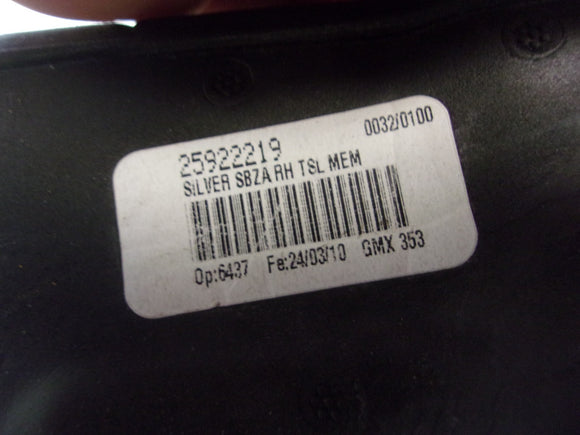 0032/0100
25922219
SILVER SBZA RH TSL MEM
Op:6437 Fe:24/03/10 GMX 353